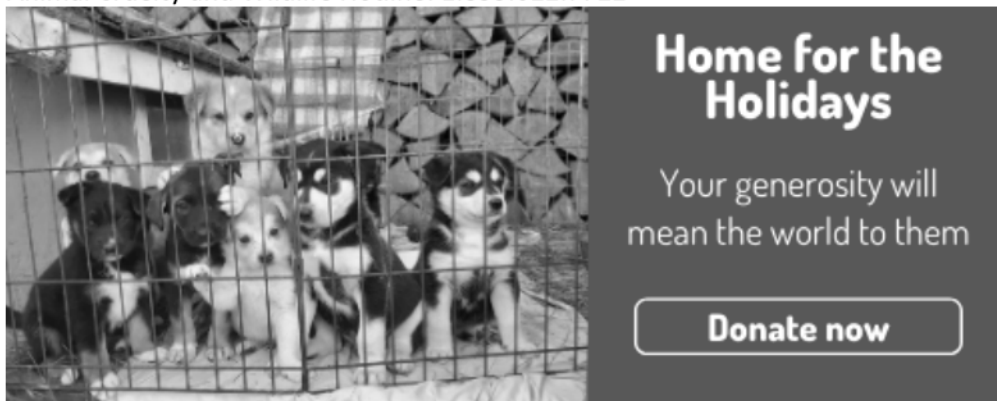 Home for the
Holidays
Your generosity will
mean the world to them
Donate now